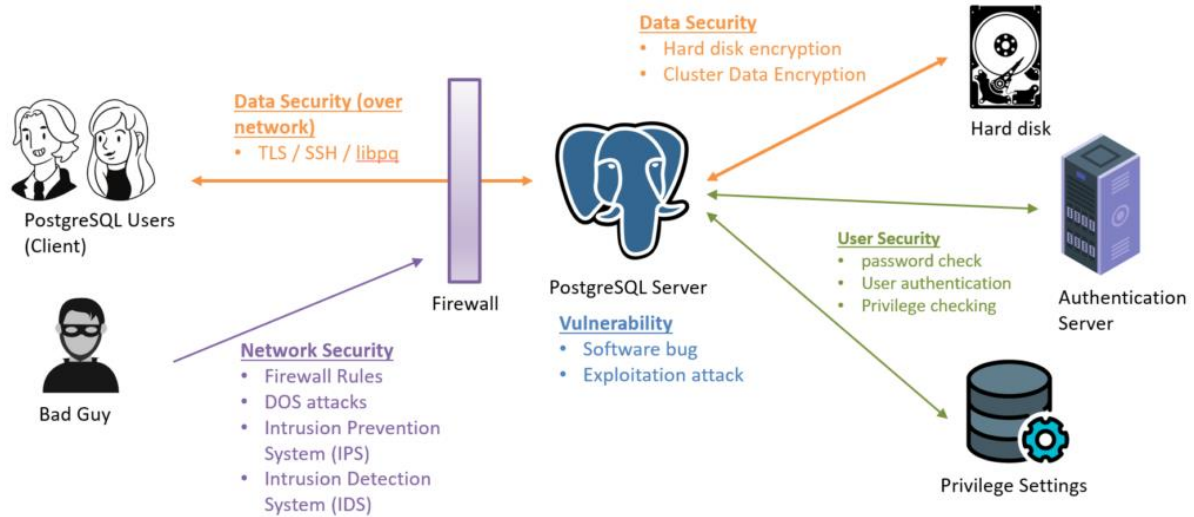 Data Security
• Hard disk encryption
• Cluster Data Encryption
Hard disk
Data Security (over
network)
• TLS / SSH / libpq
PostgreSQL Users
(Client)
Firewall
PostgreSQL Server
User Security
• password check
• User authentication
• Privilege checking
Authentication
Server
Vulnerability
• Software bug
• Exploitation attack
Bad Guy
Network Security
• Firewall Rules
• DOS attacks
• Intrusion Prevention
System (IPS)
• Intrusion Detection
System (IDS)
Privilege Settings